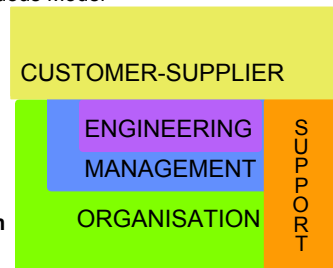 CUSTOMER-SUPPLIER
ENGINEERING
MANAGEMENT
ORGANISATION
SUPPORT